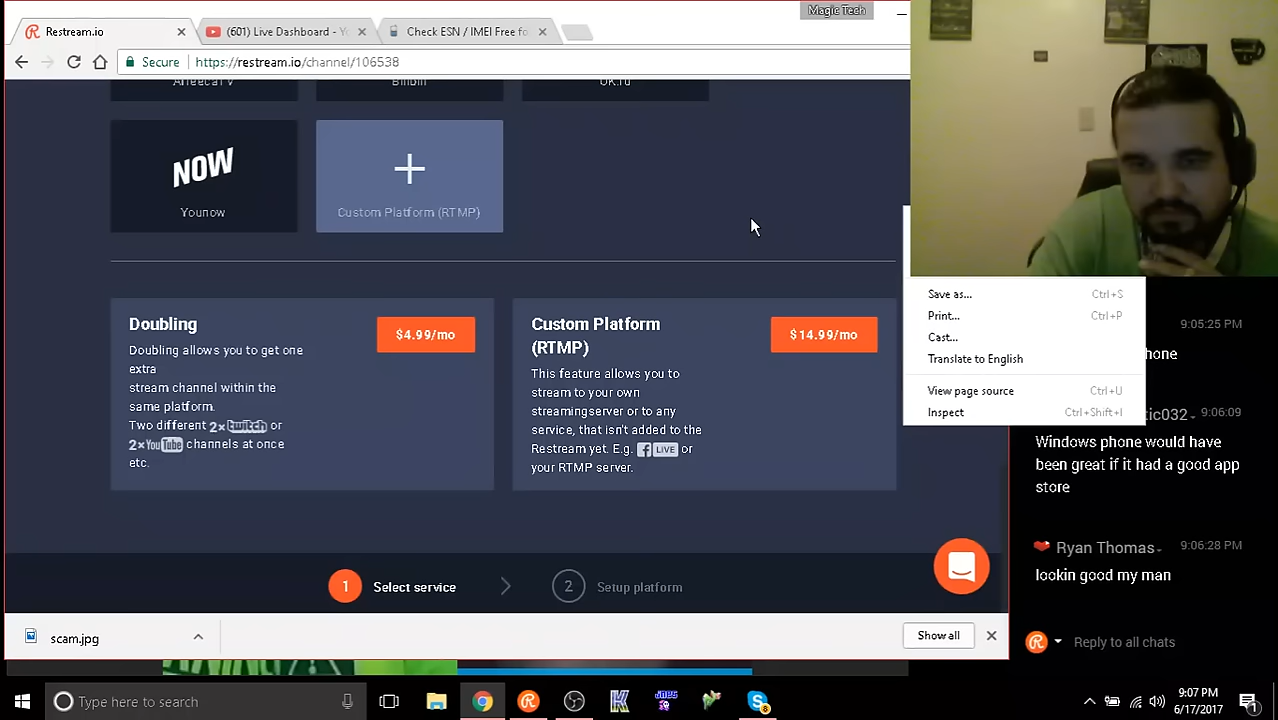 Magic Tech
Restream.io
(601) Live Dashboard - Y
Check ESN / IMEI Free fo
Secure
https://restream.io/channel/106538
AfreecaTV
Bilibili
OK.ru
NOW
Younow
Custom Platform (RTMP)
Doubling
$4.99/mo
Doubling allows you to get one
extra
stream channel within the
same platform.
Two different 2×twitch or
2×YouTube channels at once
etc.
Custom Platform
(RTMP)
$14.99/mo
This feature allows you to
stream to your own
streamingserver or to any
service, that isn't added to the
Restream yet. E.g. f LIVE or
your RTMP server.
Save as... Ctrl+S
Print... Ctrl+P
Cast...
Translate to English
View page source Ctrl+U
Inspect Ctrl+Shift+I
9:05:25 PM
hone
tic032 9:06:09
Windows phone would have
been great if it had a good app
store
Ryan Thomas 9:06:28 PM
lookin good my man
Reply to all chats
1 Select service
2 Setup platform
scam.jpg
Show all
Type here to search
9:07 PM
6/17/2017
1